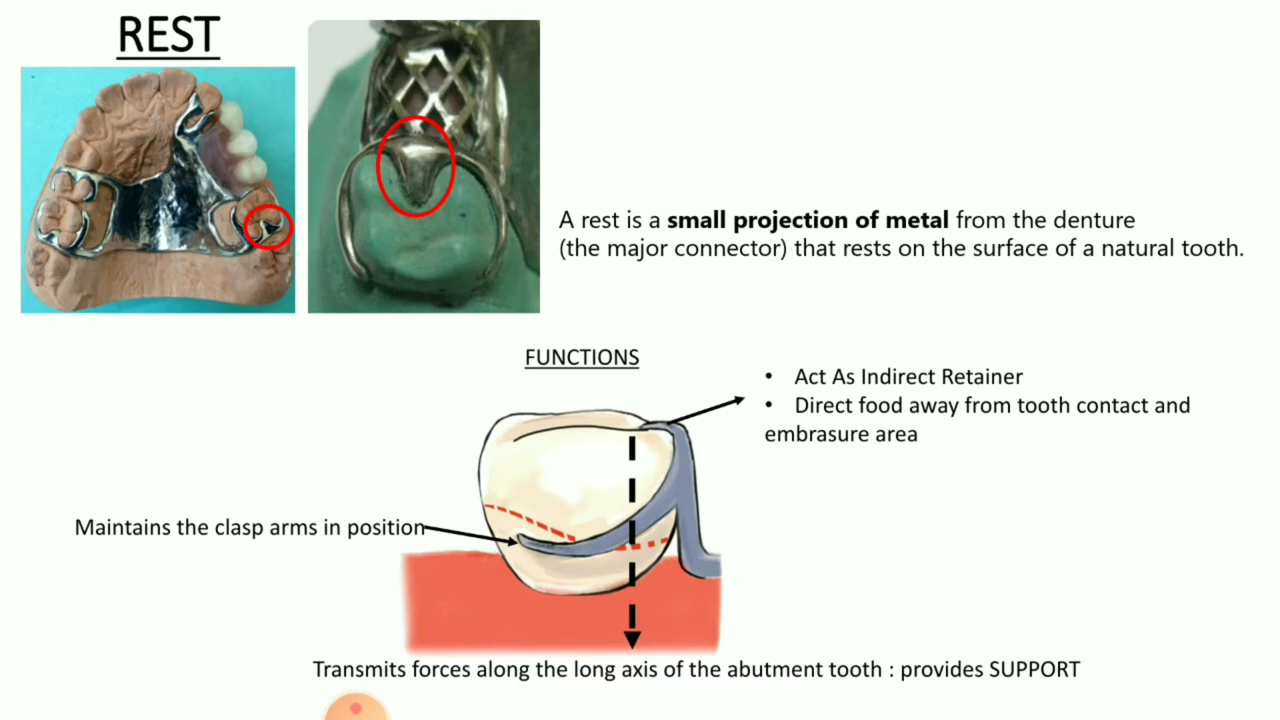 REST
A rest is a small projection of metal from the denture
(the major connector) that rests on the surface of a natural tooth.
FUNCTIONS
• Act As Indirect Retainer
• Direct food away from tooth contact and
embrasure area
Maintains the clasp arms in position
Transmits forces along the long axis of the abutment tooth : provides SUPPORT